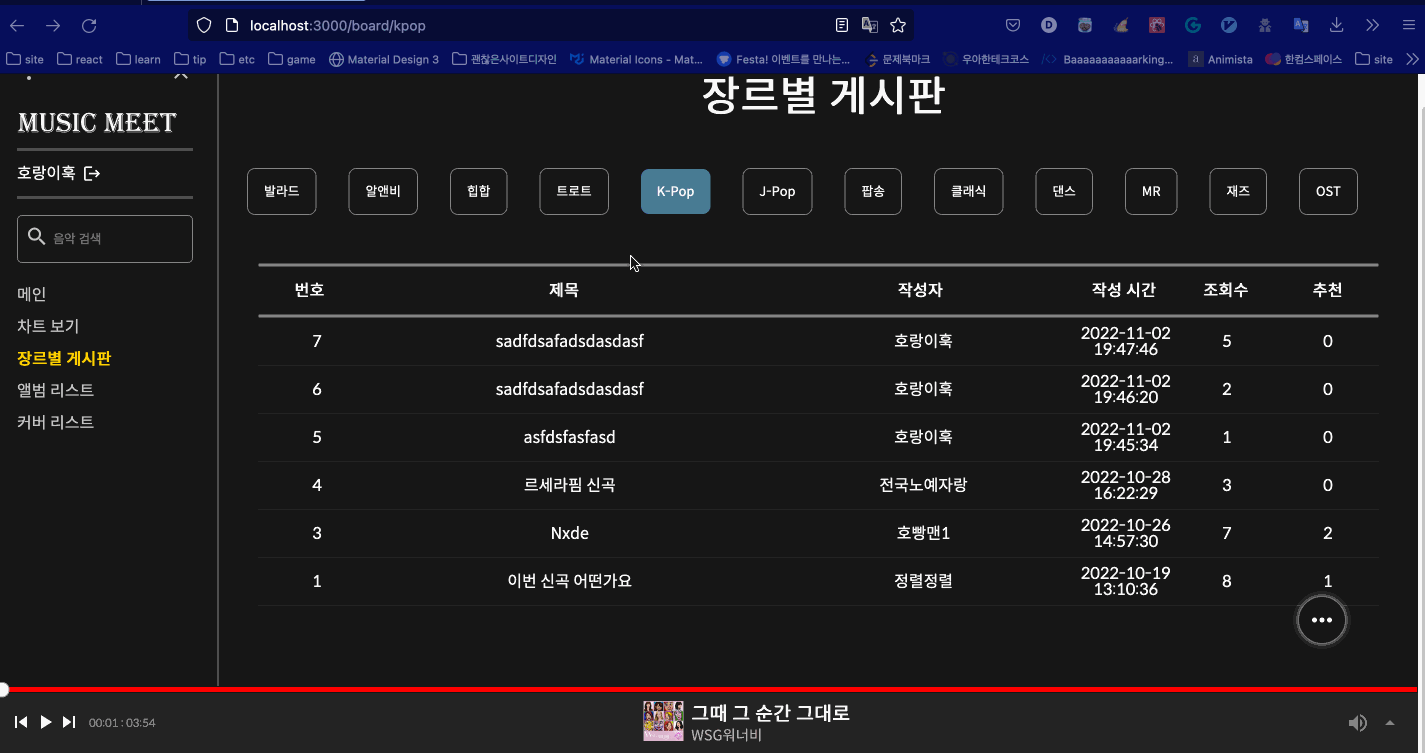 localhost:3000/board/kpop
site react learn tip etc game Material Design 3 괜찮은사이트디자인 Material Icons - Mat... Festa! 이벤트를 만나는... 문제북마크 우아한테크코스 Baaaaaaaaaaarking... Animista 한컴스페이스 site
장르별 게시판
MUSIC MEET
호랑이훅
음악 검색
메인
차트 보기
장르별 게시판
앨범 리스트
커버 리스트
발라드 알앤비 힙합 트로트 K-Pop J-Pop 팝송 클래식 댄스 MR 재즈 OST
번호 제목 작성자 작성 시간 조회수 추천
7 sadfdsafadsdasdasf 호랑이훅 2022-11-02
19:47:46 5 0
6 sadfdsafadsdasdasf 호랑이훅 2022-11-02
19:46:20 2 0
5 asfdsfasfasd 호랑이훅 2022-11-02
19:45:34 1 0
4 르세라핌 신곡 전국노예자랑 2022-10-28
16:22:29 3 0
3 Nxde 호빵맨1 2022-10-26
14:57:30 7 2
1 이번 신곡 어떤가요 정렬정렬 2022-10-19
13:10:36 8 1
00:01 : 03:54
그때 그 순간 그대로
WSG워너비